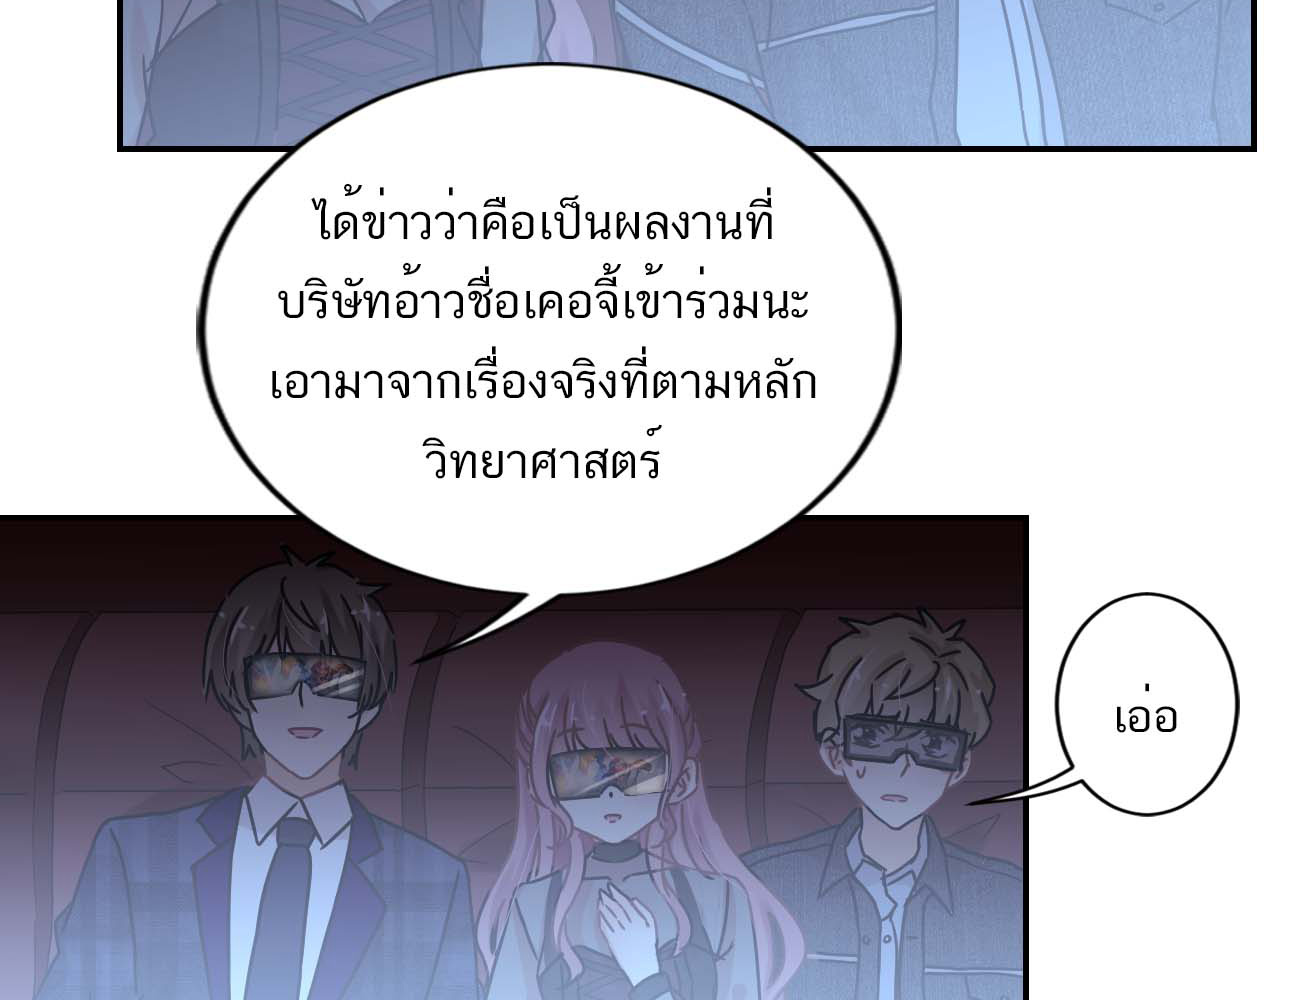 ได้ข่าวว่าคือเป็นผลงานที่
บริษัทอ้าวชื่อเคอจี้เข้าร่วมนะ
เอามาจากเรื่องจริงที่ตามหลัก
วิทยาศาสตร์
เอ่อ